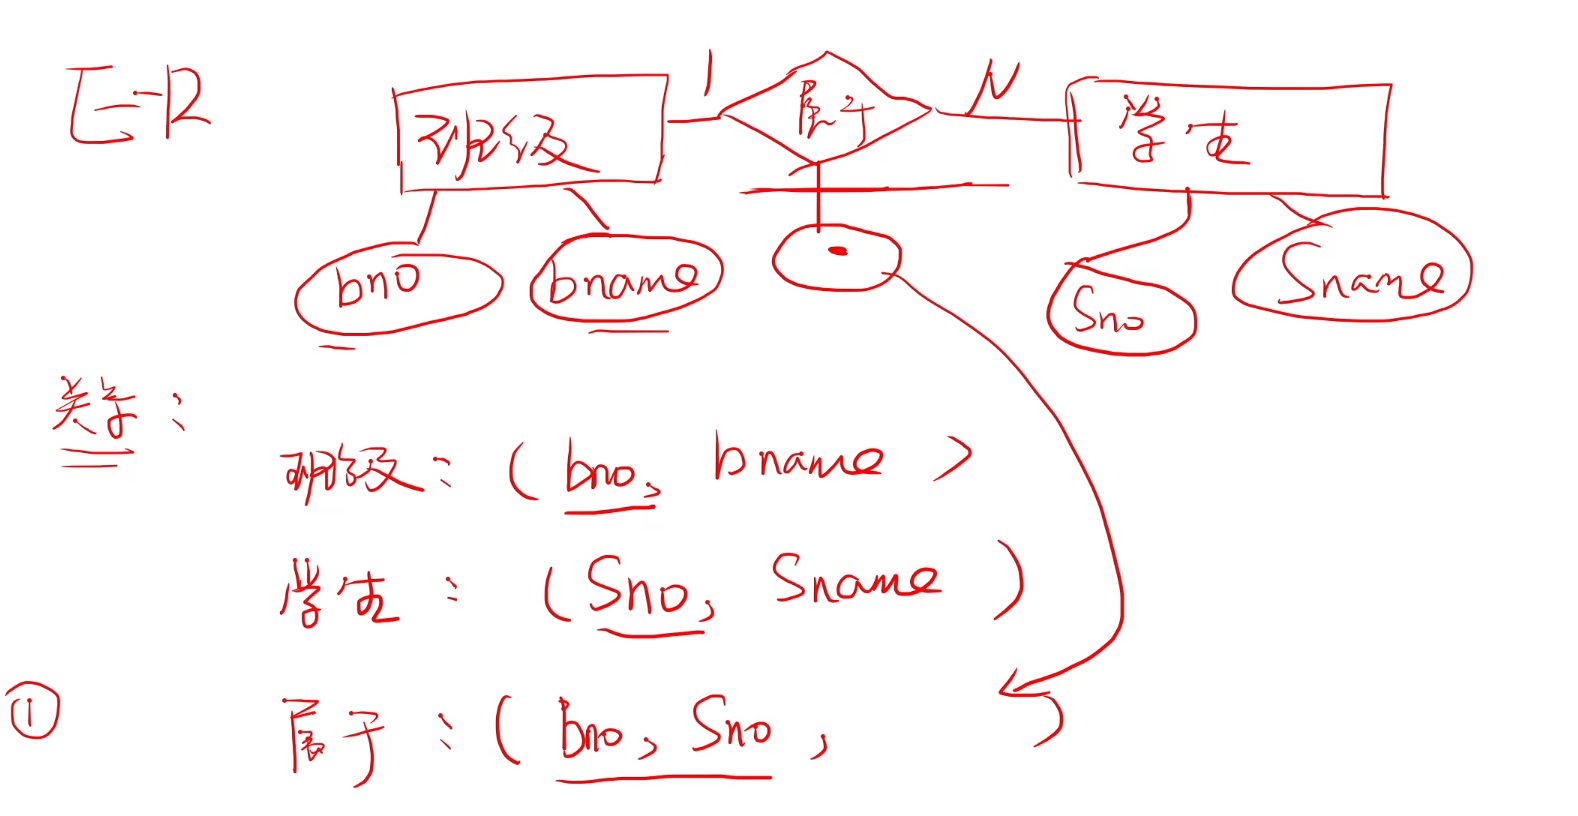 E-R
班级 1 属于 N 学生
bno bname Sno Sname
关系：
班级：(bno, bname)
学生：(Sno, Sname)
① 属于：(bno, Sno, )